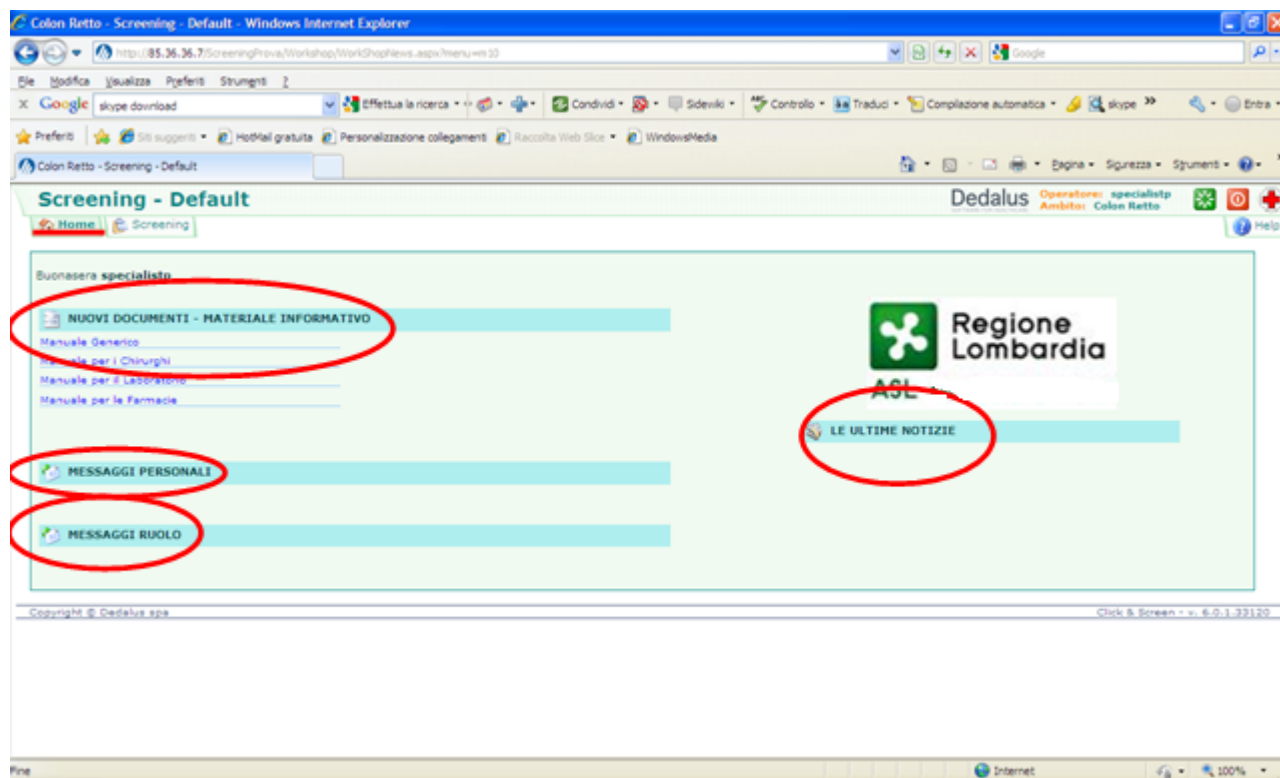 Colon Retto - Screening - Default - Windows Internet Explorer
http://85.36.36.7/ScreeningProva/Workshop/WorkShopNews.aspx?menu=m10
Google
File Modifica Visualizza Preferiti Strumenti ?
x Google skype download Effettua la ricerca Condividi Sidewiki Controllo Traduci Compilazione automatica skype » Entra
Preferiti Siti suggeriti HotMail gratuita Personalizzazione collegamenti Raccolta Web Slice WindowsMedia
Colon Retto - Screening - Default Pagina Sicurezza Strumenti
Screening - Default
Dedalus
Operatore: specialistp
Ambito: Colon Retto
Home Screening Help
Buonasera specialistp
NUOVI DOCUMENTI - MATERIALE INFORMATIVO
Manuale Generico
Manuale per i Chirurghi
Manuale per il Laboratorio
Manuale per le Farmacie
Regione
Lombardia
ASL
LE ULTIME NOTIZIE
MESSAGGI PERSONALI
MESSAGGI RUOLO
Copyright © Dedalus spa Click & Screen - v. 6.0.1.33120
Fine Internet 100%